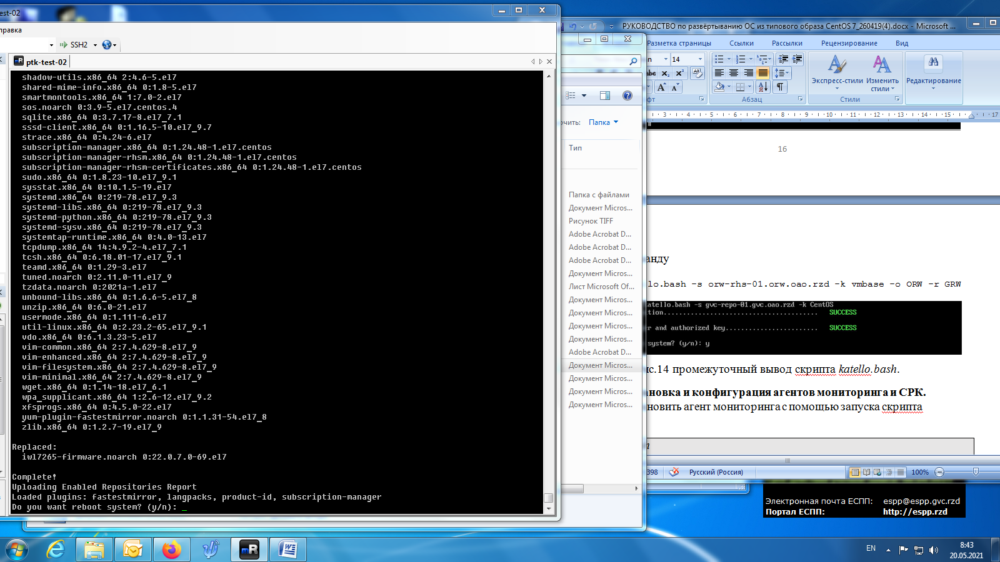 est-02
правка
SSH2
ptk-test-02
shadow-utils.x86_64 2:4.6-5.el7
shared-mime-info.x86_64 0:1.8-5.el7
smartmontools.x86_64 1:7.0-2.el7
sos.noarch 0:3.9-5.el7.centos.4
sqlite.x86_64 0:3.7.17-8.el7_7.1
sssd-client.x86_64 0:1.16.5-10.el7_9.7
strace.x86_64 0:4.24-6.el7
subscription-manager.x86_64 0:1.24.48-1.el7.centos
subscription-manager-rhsm.x86_64 0:1.24.48-1.el7.centos
subscription-manager-rhsm-certificates.x86_64 0:1.24.48-1.el7.centos
sudo.x86_64 0:1.8.23-10.el7_9.1
sysstat.x86_64 0:10.1.5-19.el7
systemd.x86_64 0:219-78.el7_9.3
systemd-libs.x86_64 0:219-78.el7_9.3
systemd-python.x86_64 0:219-78.el7_9.3
systemd-sysv.x86_64 0:219-78.el7_9.3
systemtap-runtime.x86_64 0:4.0-13.el7
tcpdump.x86_64 14:4.9.2-4.el7_7.1
tcsh.x86_64 0:6.18.01-17.el7_9.1
teamd.x86_64 0:1.29-3.el7
tuned.noarch 0:2.11.0-11.el7_9
tzdata.noarch 0:2021a-1.el7
unbound-libs.x86_64 0:1.6.6-5.el7_8
unzip.x86_64 0:6.0-21.el7
usermode.x86_64 0:1.111-6.el7
util-linux.x86_64 0:2.23.2-65.el7_9.1
vdo.x86_64 0:6.1.3.23-5.el7
vim-common.x86_64 2:7.4.629-8.el7_9
vim-enhanced.x86_64 2:7.4.629-8.el7_9
vim-filesystem.x86_64 2:7.4.629-8.el7_9
vim-minimal.x86_64 2:7.4.629-8.el7_9
wget.x86_64 0:1.14-18.el7_6.1
wpa_supplicant.x86_64 1:2.6-12.el7_9.2
xfsprogs.x86_64 0:4.5.0-22.el7
yum-plugin-fastestmirror.noarch 0:1.1.31-54.el7_8
zlib.x86_64 0:1.2.7-19.el7_9
Replaced:
iwl7265-firmware.noarch 0:22.0.7.0-69.el7
Complete!
Uploading Enabled Repositories Report
Loaded plugins: fastestmirror, langpacks, product-id, subscription-manager
Do you want reboot system? (y/n): _
чить: Папка
Тип
Папка с файлами
Документ Micros...
Рисунок TIFF
Adobe Acrobat D...
Adobe Acrobat D...
Adobe Acrobat D...
Документ Micros...
Лист Microsoft Of...
Документ Micros...
Документ Micros...
Документ Micros...
Документ Micros...
Adobe Acrobat D...
Документ Micros...
Документ Micros...
Документ Micros...
Документ Micros...
РУКОВОДСТВО по развёртыванию ОС из типового образа CentOS 7_260419(4).docx - Microsoft ...
Разметка страницы Ссылки Рассылки Рецензирование Вид
14
Экспресс-стили Изменить стили Редактирование
фт Абзац Стили
3 4 5 6 7 8 9 10 11 12 13 14 15 17
#
16
анду
lo.bash -s orw-rhs-01.orw.oao.rzd -k vmbase -o ORW -r GRW
atello.bash -s gvc-repo-01.gvc.oao.rzd -k CentOS
tion....................................... SUCCESS
er and authorized key....................... SUCCESS
system? (y/n): y
ис.14 промежуточный вывод скрипта katello.bash.
новка и конфигурация агентов мониторинга и СРК.
новить агент мониторинга с помощью запуска скрипта
398 Русский (Россия) 100%
Электронная почта ЕСПП: espp@espp.gvc.rzd
Портал ЕСПП: http://espp.rzd
mR
EN
8:43
20.05.2021